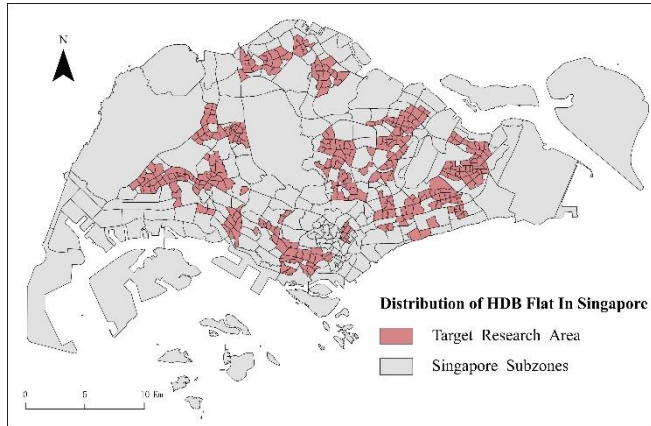 N
Distribution of HDB Flat In Singapore
Target Research Area
Singapore Subzones
0 5 10 Km